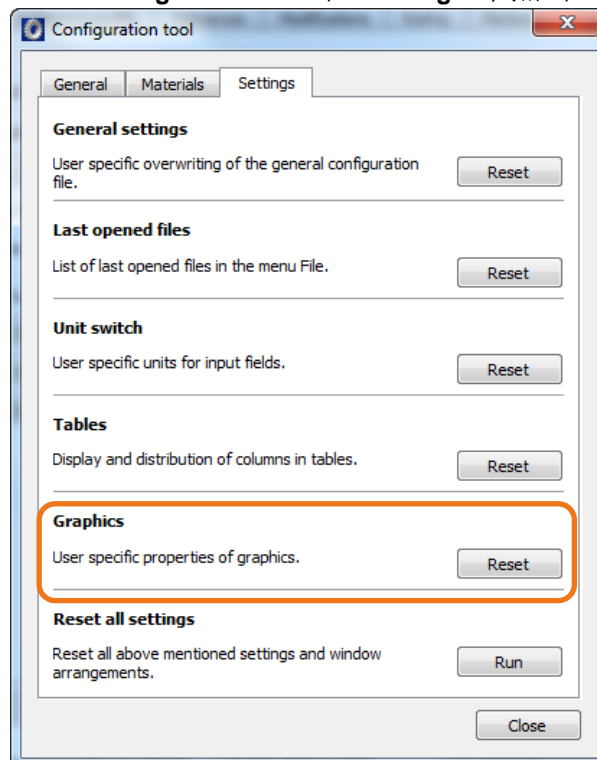 Configuration tool
General Materials Settings
General settings
User specific overwriting of the general configuration
file.
Reset
Last opened files
List of last opened files in the menu File.
Reset
Unit switch
User specific units for input fields.
Reset
Tables
Display and distribution of columns in tables.
Reset
Graphics
User specific properties of graphics.
Reset
Reset all settings
Reset all above mentioned settings and window
arrangements.
Run
Close